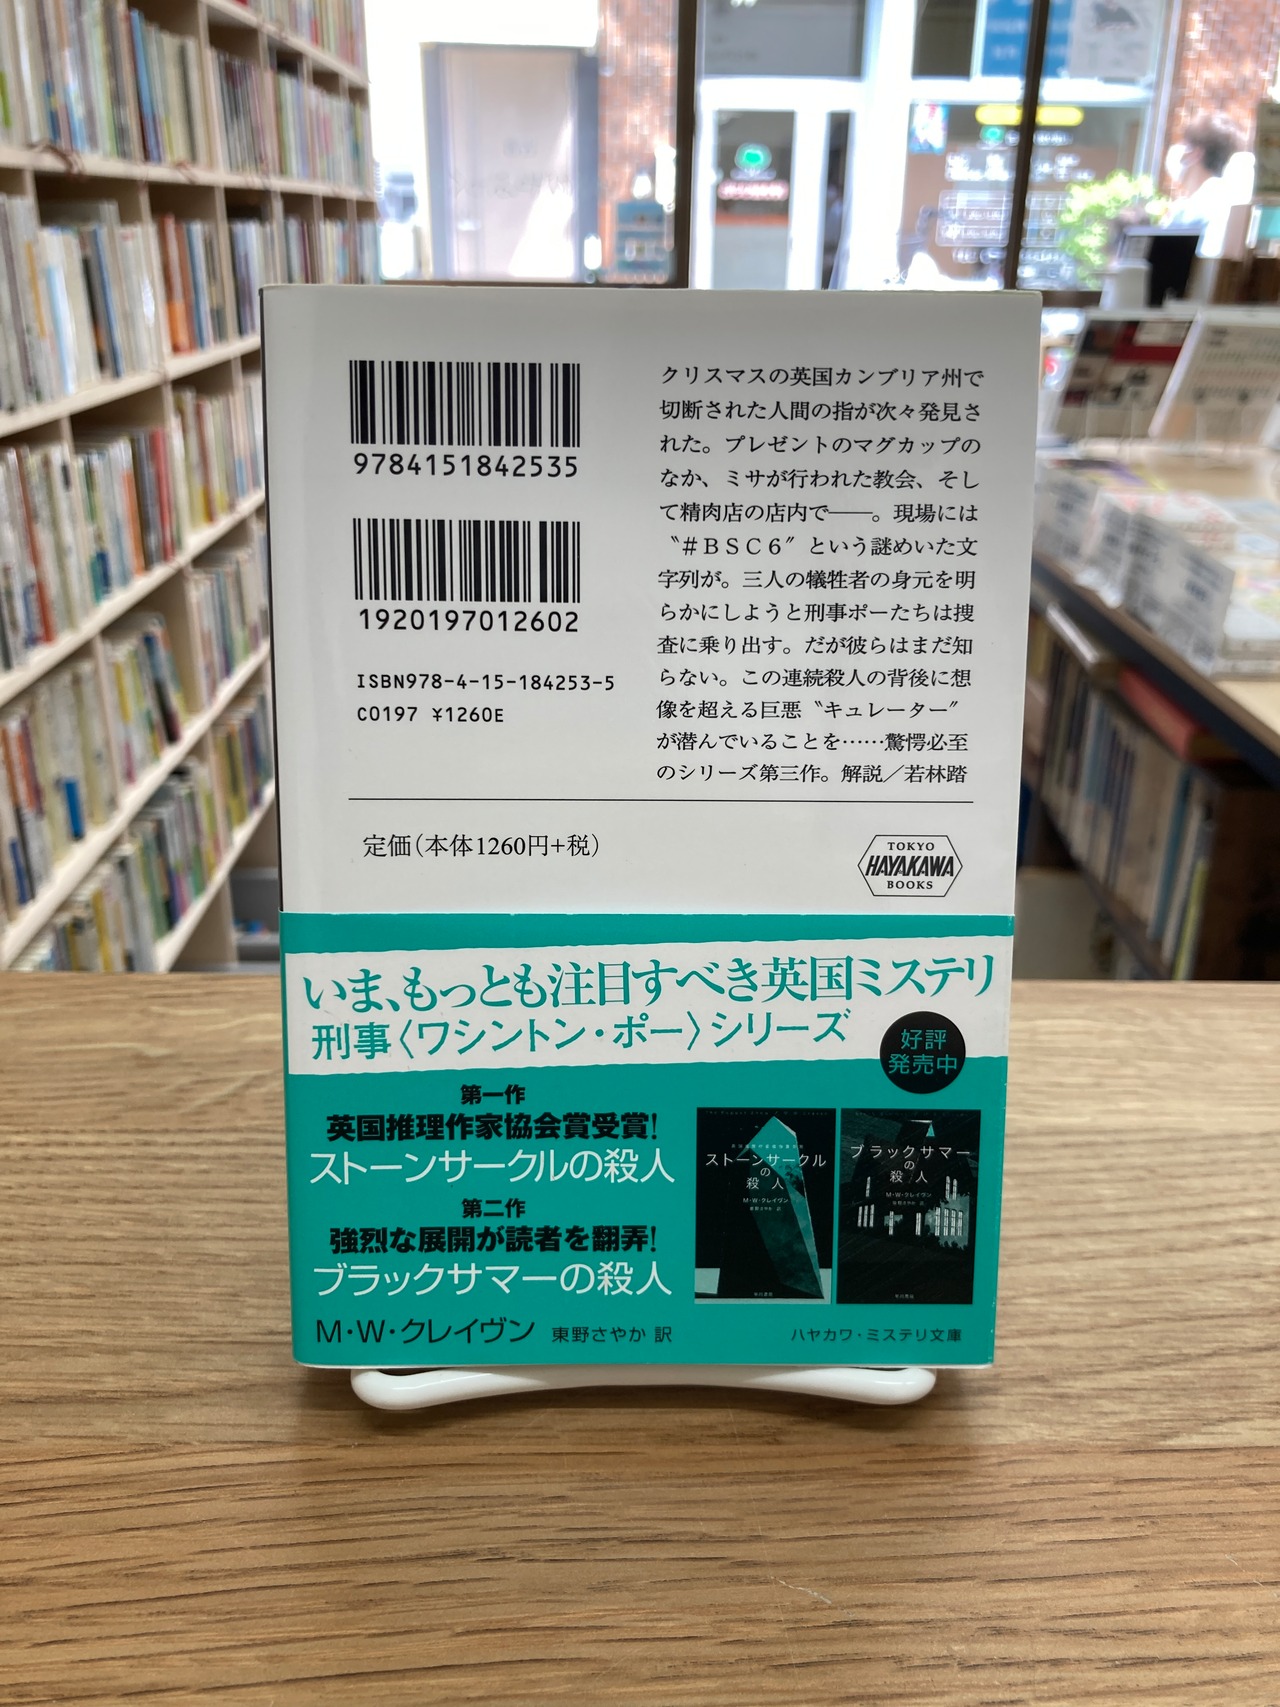 9784151842535
1920197012602
ISBN978-4-15-184253-5
C0197 ¥1260E
クリスマスの英国カンブリア州で
切断された人間の指が次々発見さ
れた。プレゼントのマグカップの
なか、ミサが行われた教会、そし
て精肉店の店内で――。現場には
〝#BSC6〟という謎めいた文
字列が。三人の犠牲者の身元を明
らかにしようと刑事ポーたちは捜
査に乗り出す。だが彼らはまだ知
らない。この連続殺人の背後に想
像を超える巨悪〝キュレーター〟
が潜んでいることを……驚愕必至
のシリーズ第三作。解説/若林踏
定価(本体1260円+税)
TOKYO
HAYAKAWA
BOOKS
いま、もっとも注目すべき英国ミステリ
刑事〈ワシントン・ポー〉シリーズ
好評
発売中
第一作
英国推理作家協会賞受賞!
ストーンサークルの殺人
第二作
強烈な展開が読者を翻弄!
ブラックサマーの殺人
M・W・クレイヴン 東野さやか 訳
ストーンサークル
の
殺人
M・W・クレイヴン
東野さやか 訳
ブラックサマー
の
殺人
M・W・クレイヴン
東野さやか 訳
ハヤカワ・ミステリ文庫